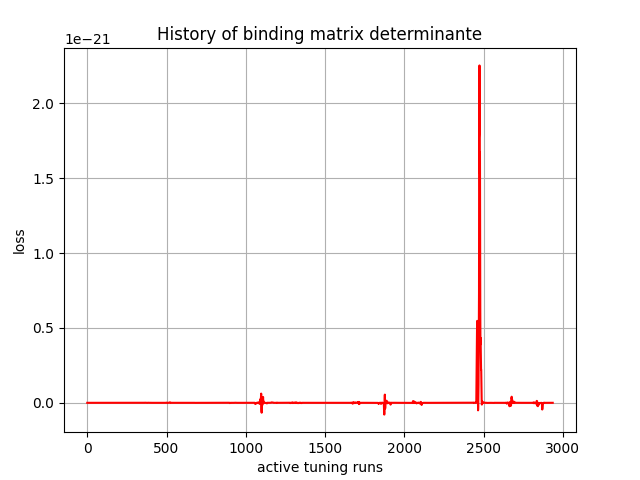 History of binding matrix determinante
1e−21
2.0
1.5
1.0
0.5
0.0
loss
0 500 1000 1500 2000 2500 3000
active tuning runs